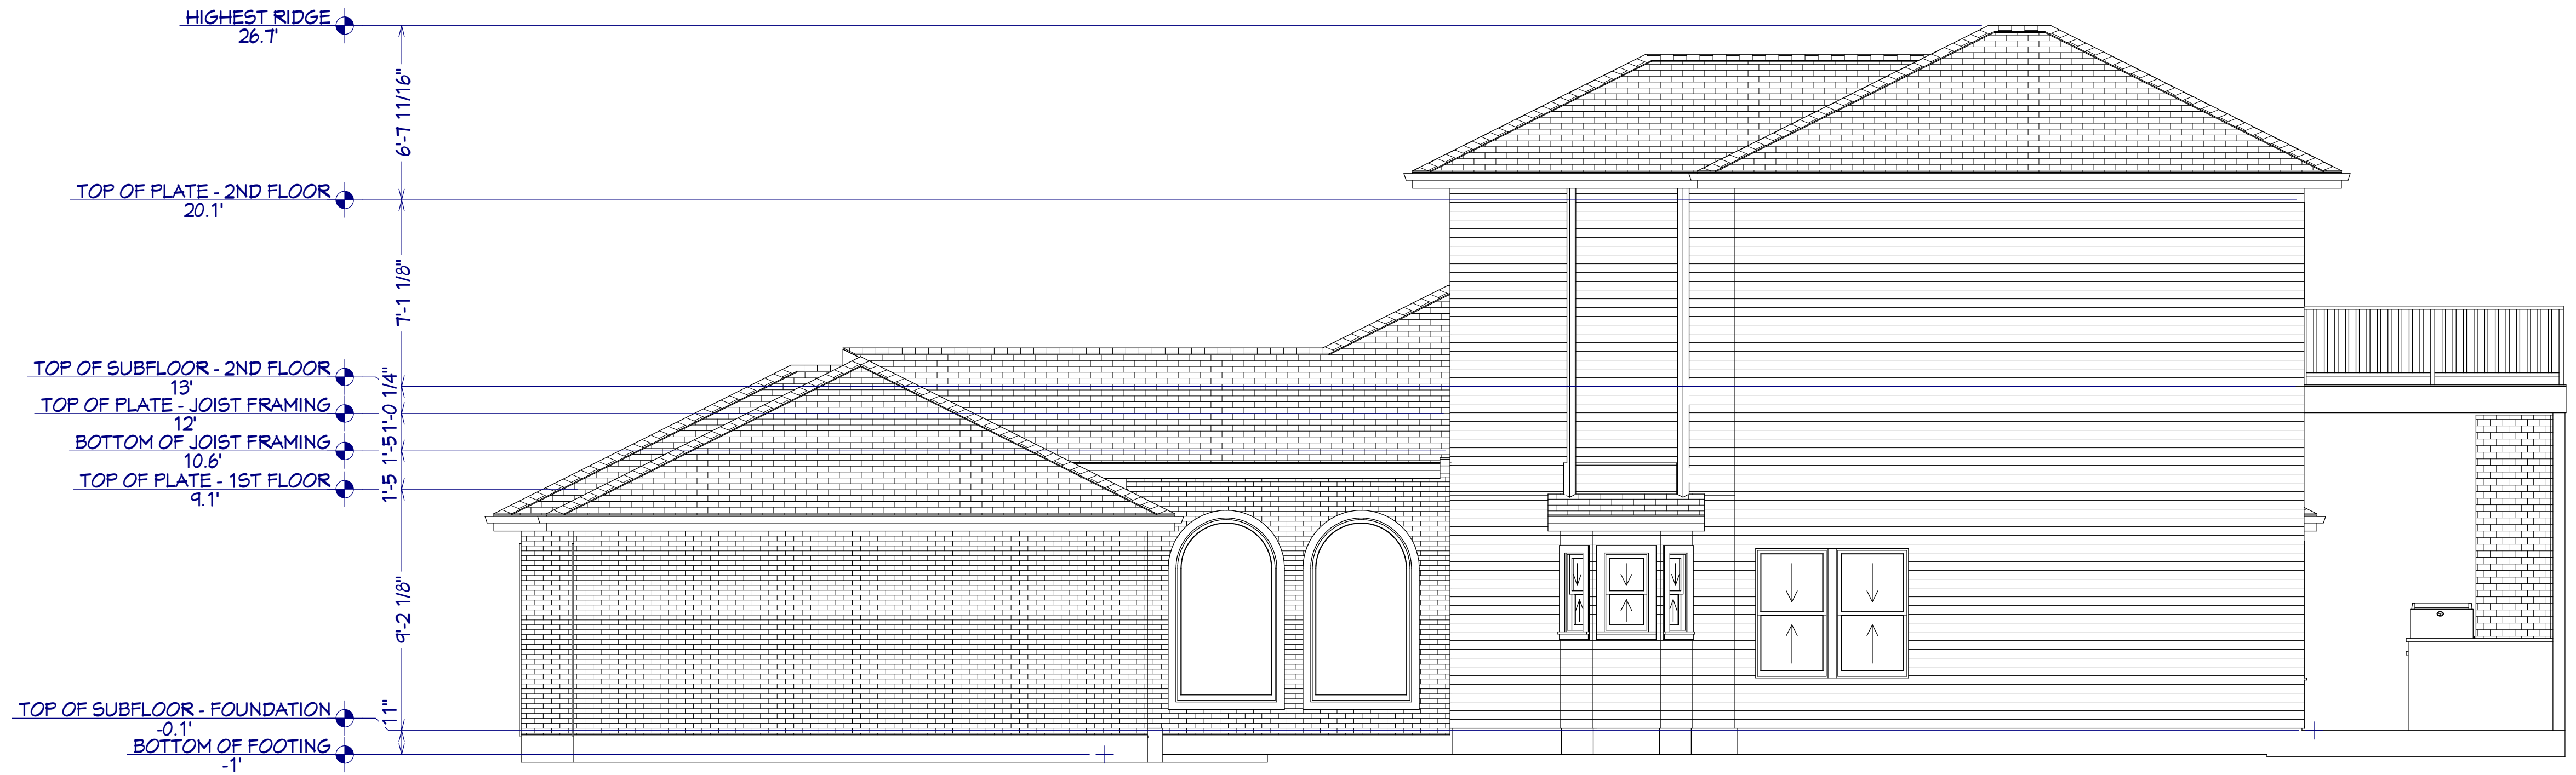 HIGHEST RIDGE
26.7'
6'-7 11/16"
TOP OF PLATE - 2ND FLOOR
20.1'
7'-1 1/8"
TOP OF SUBFLOOR - 2ND FLOOR
13'
1'-0 1/4"
TOP OF PLATE - JOIST FRAMING
12'
1'-5
BOTTOM OF JOIST FRAMING
10.6'
1'-5
TOP OF PLATE - 1ST FLOOR
9.1'
9'-2 1/8"
TOP OF SUBFLOOR - FOUNDATION
-0.1'
11"
BOTTOM OF FOOTING
-1'